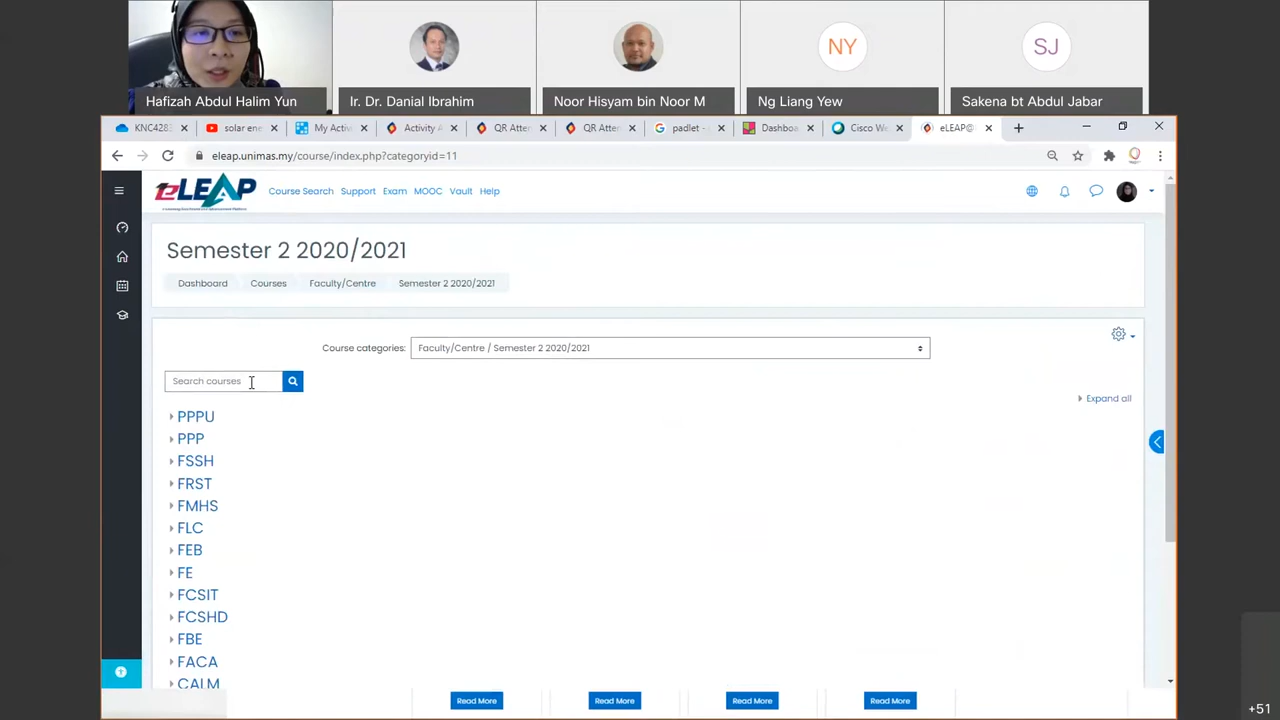 NY
SJ
Hafizah Abdul Halim Yun
Ir. Dr. Danial Ibrahim
Noor Hisyam bin Noor M
Ng Liang Yew
Sakena bt Abdul Jabar
KNC4283
solar ene
My Activ
Activity A
QR Atter
QR Atter
padlet -
Dashboa
Cisco We
eLEAP@
eleap.unimas.my/course/index.php?categoryid=11
eLEAP
Course Search
Support
Exam
MOOC
Vault
Help
Semester 2 2020/2021
Dashboard
Courses
Faculty/Centre
Semester 2 2020/2021
Course categories:
Faculty/Centre / Semester 2 2020/2021
Search courses
Expand all
PPPU
PPP
FSSH
FRST
FMHS
FLC
FEB
FE
FCSIT
FCSHD
FBE
FACA
CALM
Read More
Read More
Read More
Read More
+51